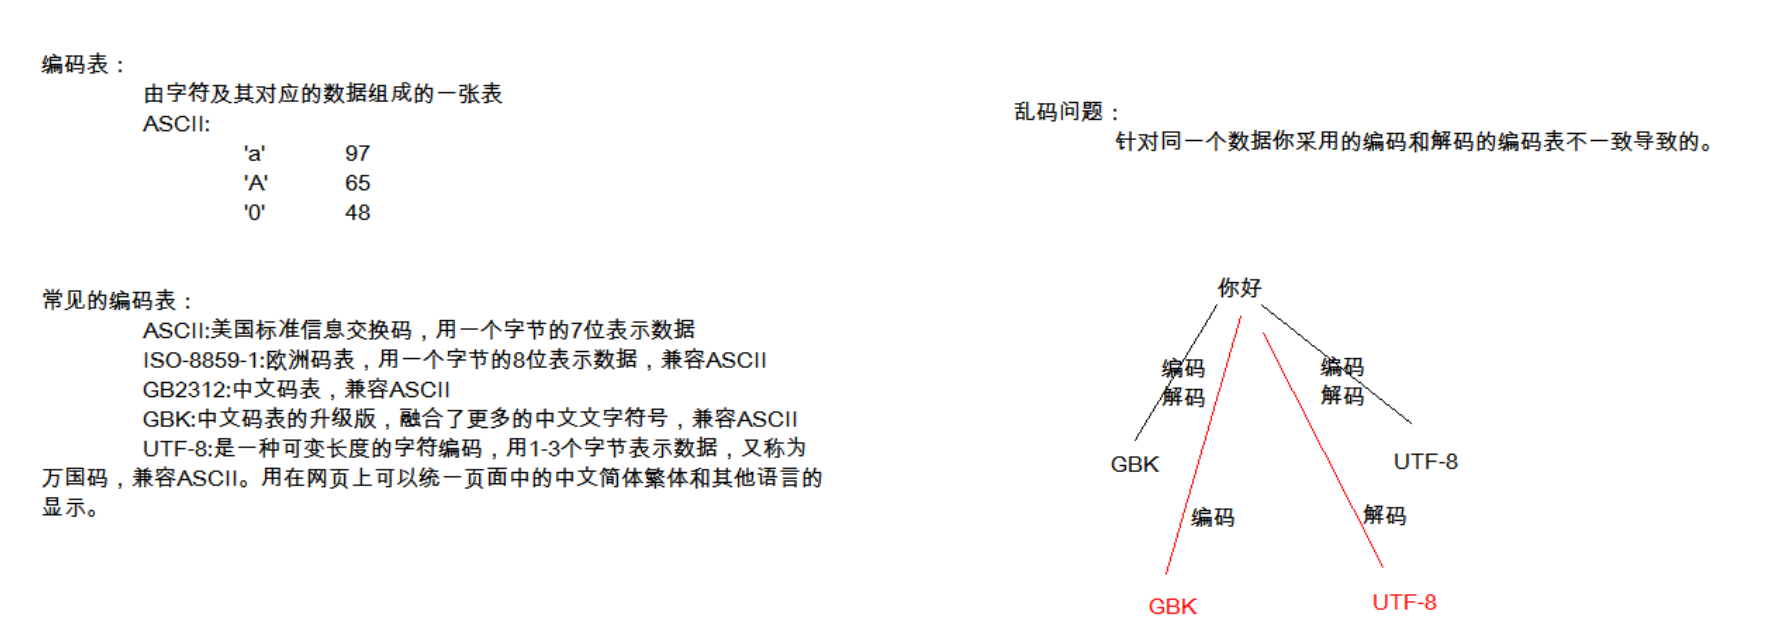 编码表：
由字符及其对应的数据组成的一张表
ASCII:
'a' 97
'A' 65
'0' 48
常见的编码表：
ASCII:美国标准信息交换码，用一个字节的7位表示数据
ISO-8859-1:欧洲码表，用一个字节的8位表示数据，兼容ASCII
GB2312:中文码表，兼容ASCII
GBK:中文码表的升级版，融合了更多的中文文字符号，兼容ASCII
UTF-8:是一种可变长度的字符编码，用1-3个字节表示数据，又称为
万国码，兼容ASCII。用在网页上可以统一页面中的中文简体繁体和其他语言的
显示。
乱码问题：
针对同一个数据你采用的编码和解码的编码表不一致导致的。
你好
编码 编码
解码 解码
GBK UTF-8
编码 解码
GBK UTF-8